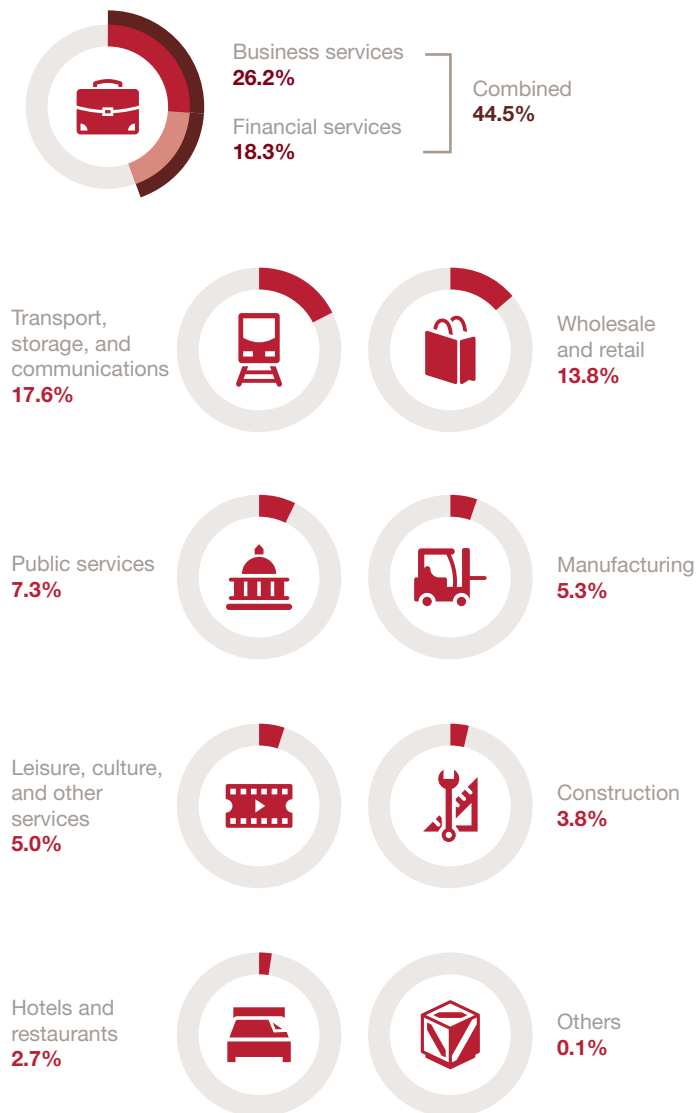 Business services
26.2%
Financial services
18.3%
Combined
44.5%
Transport,
storage, and
communications
17.6%
Wholesale
and retail
13.8%
Public services
7.3%
Manufacturing
5.3%
Leisure, culture,
and other
services
5.0%
Construction
3.8%
Hotels and
restaurants
2.7%
Others
0.1%